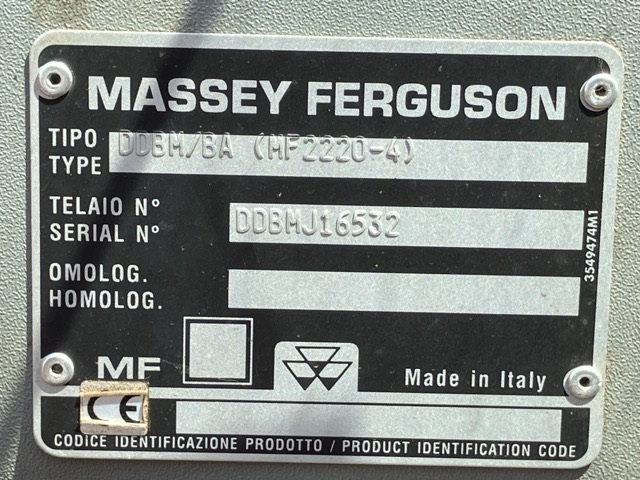 MASSEY FERGUSON
TIPO
TYPE DDBM/BA (MF2220-4)
TELAIO N°
SERIAL N° DDBMJ16532
OMOLOG.
HOMOLOG.
3549474M1
MF
Made in Italy
CE
CODICE IDENTIFICAZIONE PRODOTTO / PRODUCT IDENTIFICATION CODE